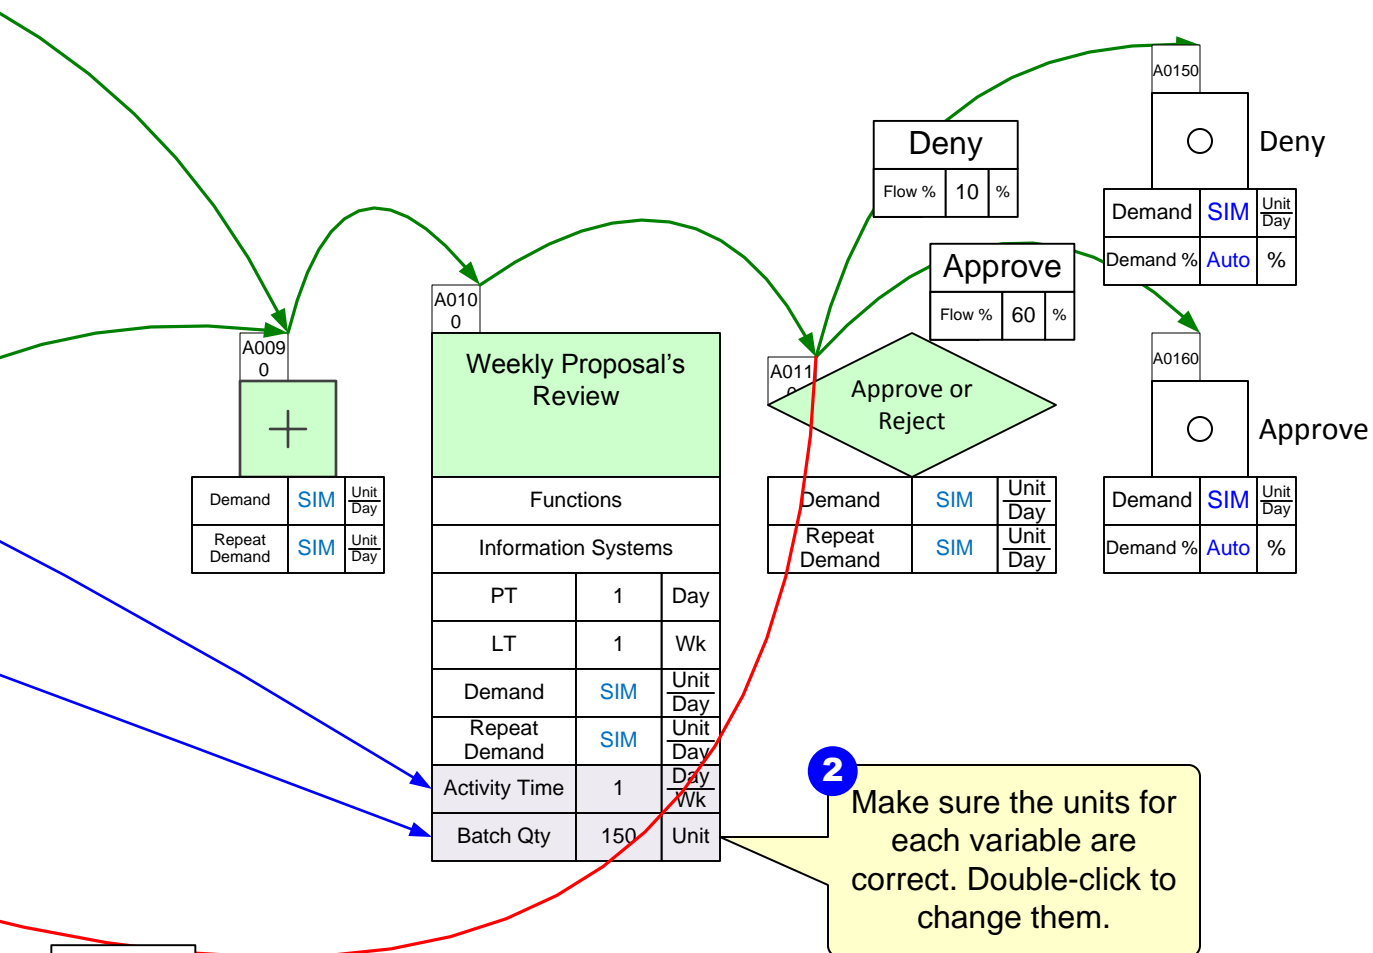 A0150
Deny
Deny
Flow % 10 %
Demand SIM Unit
Day
Demand % Auto %
Approve
Flow % 60 %
A010
0
A009
0
Weekly Proposal's
Review
A011
Approve or
Reject
A0160
Approve
Demand SIM Unit
Day
Repeat
Demand SIM Unit
Day
Functions
Information Systems
PT 1 Day
LT 1 Wk
Demand SIM Unit
Day
Repeat
Demand SIM Unit
Day
Activity Time 1 Day
Wk
Batch Qty 150 Unit
Demand SIM Unit
Day
Repeat
Demand SIM Unit
Day
Demand SIM Unit
Day
Demand % Auto %
2
Make sure the units for
each variable are
correct. Double-click to
change them.